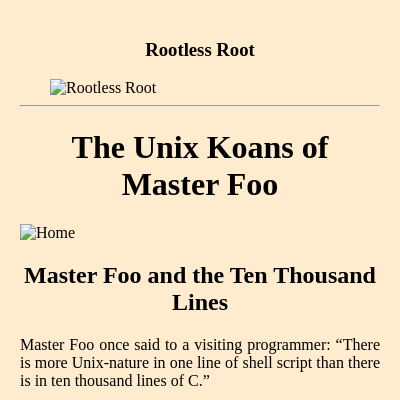 Rootless Root
Rootless Root
The Unix Koans of
Master Foo
Home
Master Foo and the Ten Thousand
Lines
Master Foo once said to a visiting programmer: “There
is more Unix-nature in one line of shell script than there
is in ten thousand lines of C.”